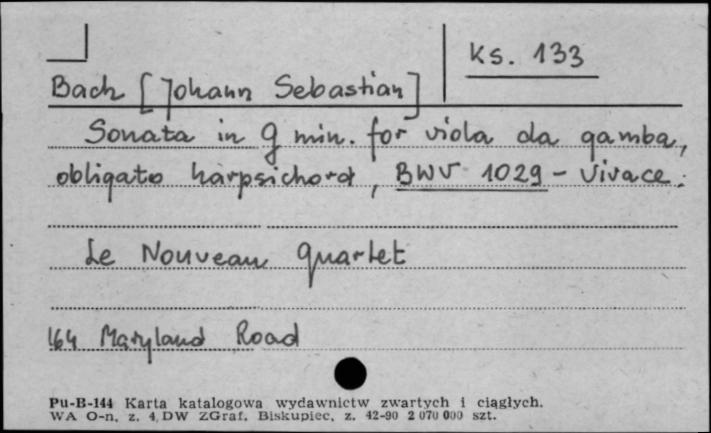 Ks. 133
Bach [Johann Sebastian]
Sonata in g min. for viola da gamba,
obligato harpsichord, BWV 1029 - Vivace.
Le Nouveau Quartet
164 Maryland Road
Pu-B-144 Karta katalogowa wydawnictw zwartych i ciągłych.
WA O-n, z. 4, DW ZGraf. Biskupiec, z. 42-90 2 070 000 szt.